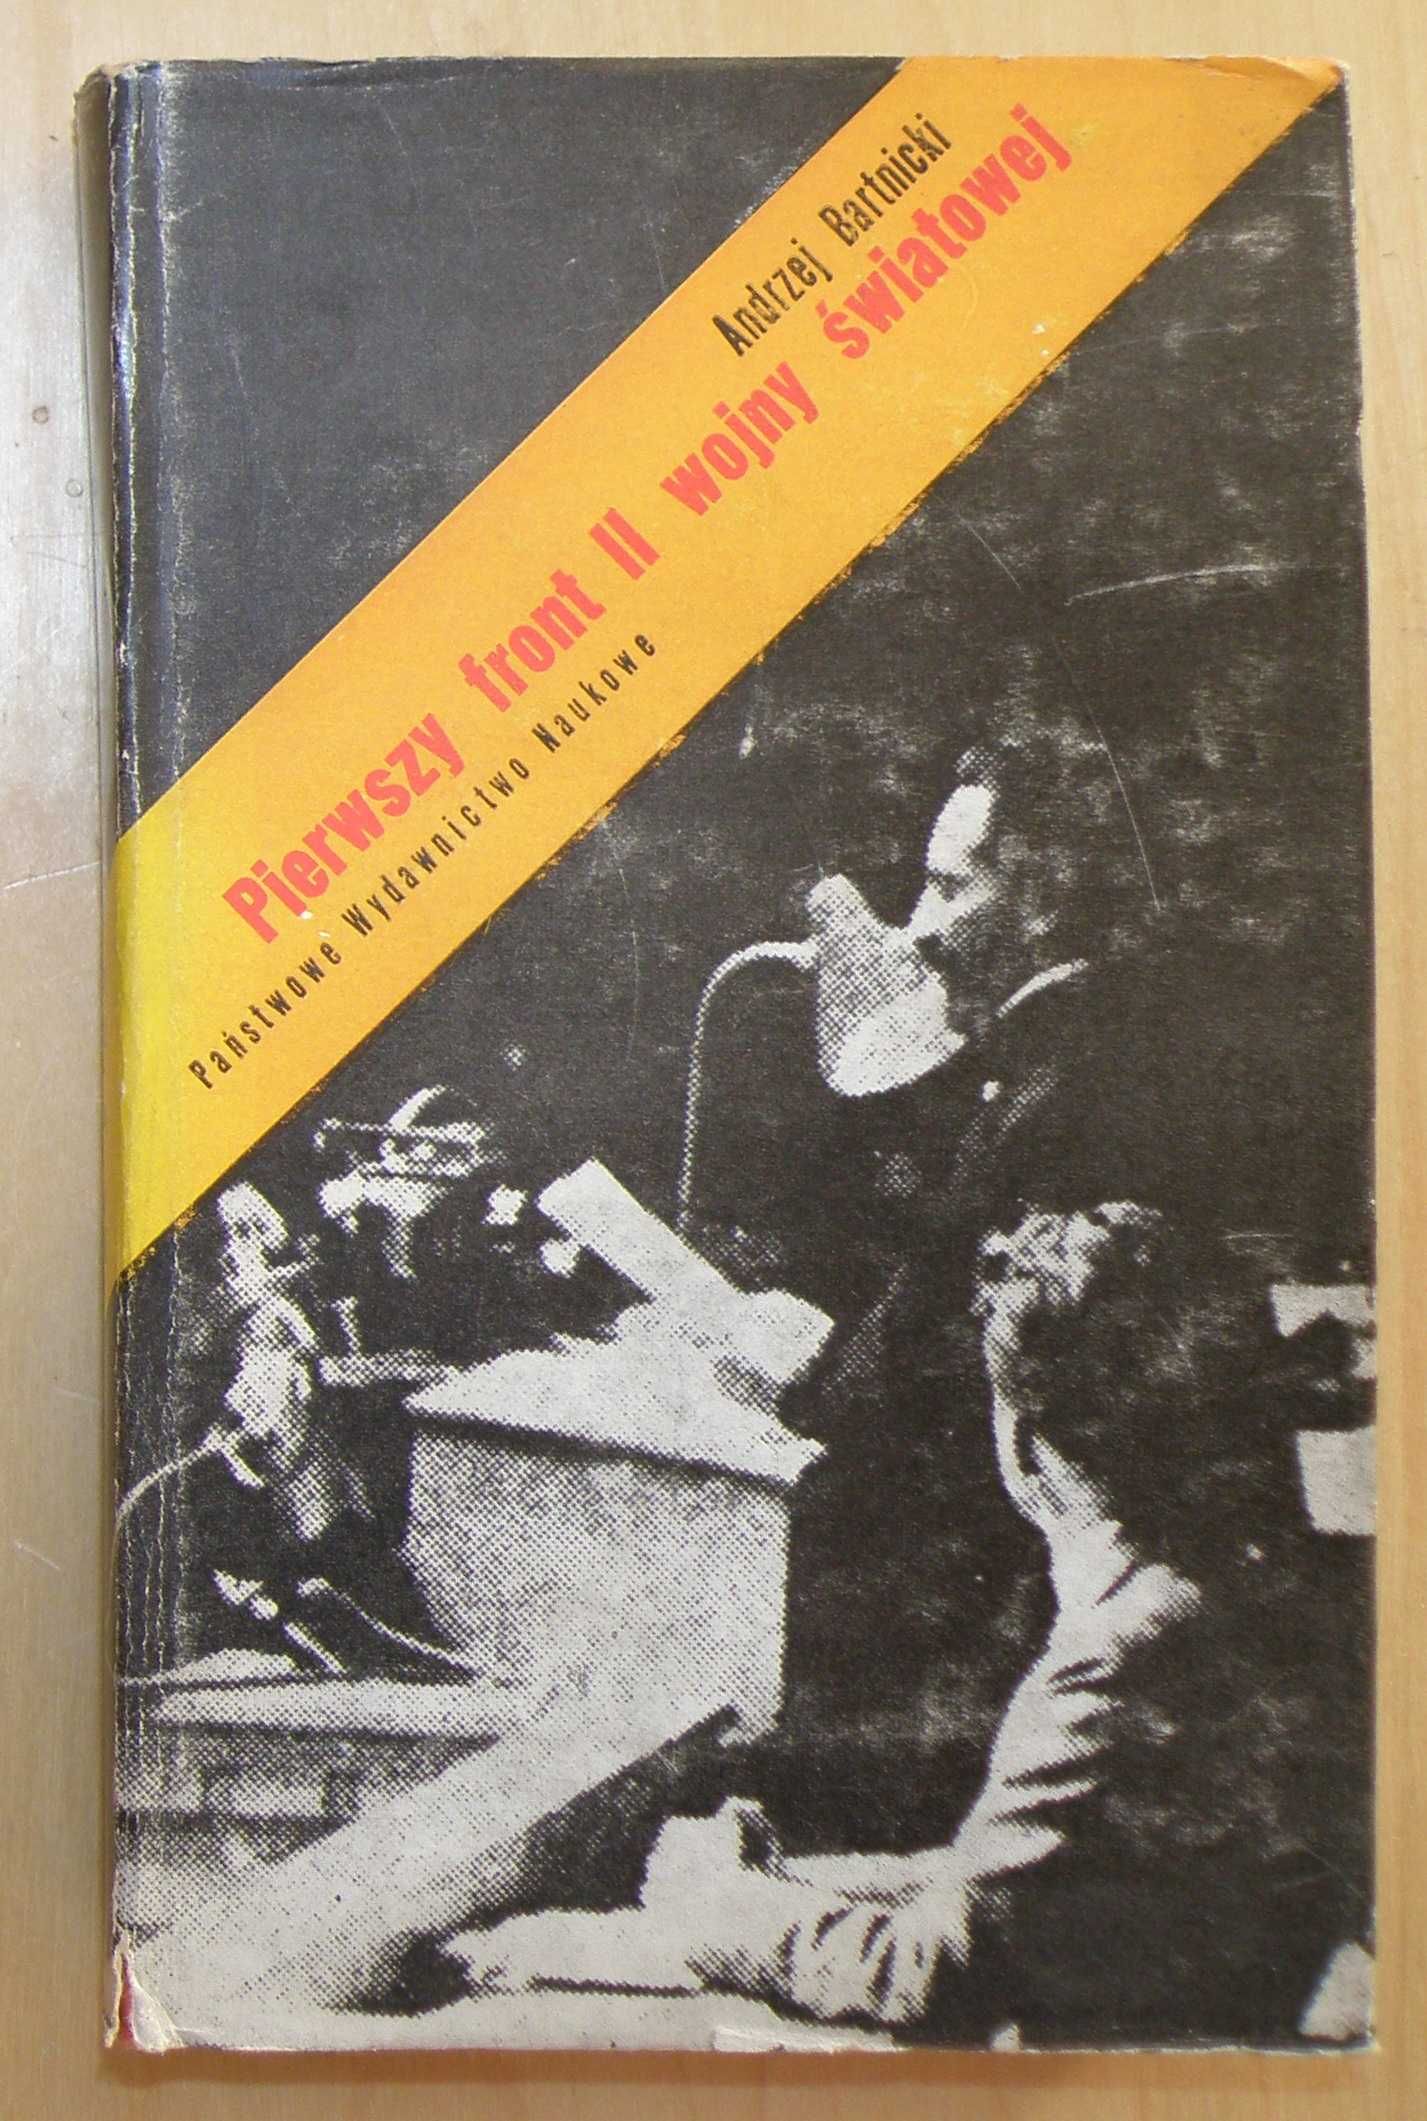 Andrzej Bartnicki
Pierwszy front II wojny światowej
Państwowe Wydawnictwo Naukowe